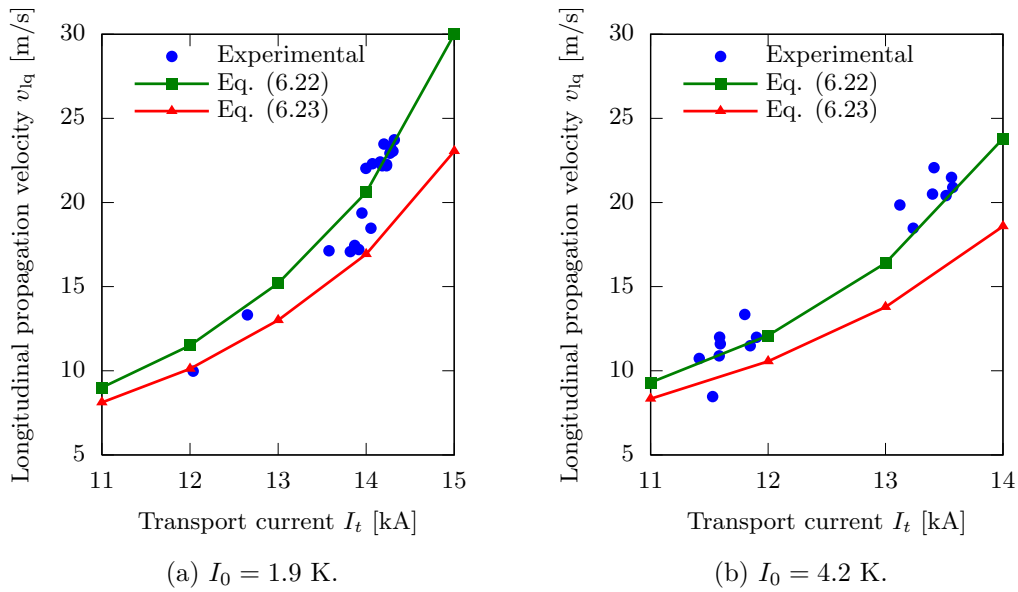 30
25
20
15
10
5
11
12
13
14
15
Longitudinal propagation velocity v_lq [m/s]
Transport current I_t [kA]
Experimental
Eq. (6.22)
Eq. (6.23)
(a) I_0 = 1.9 K.
30
25
20
15
10
5
11
12
13
14
Longitudinal propagation velocity v_lq [m/s]
Transport current I_t [kA]
Experimental
Eq. (6.22)
Eq. (6.23)
(b) I_0 = 4.2 K.